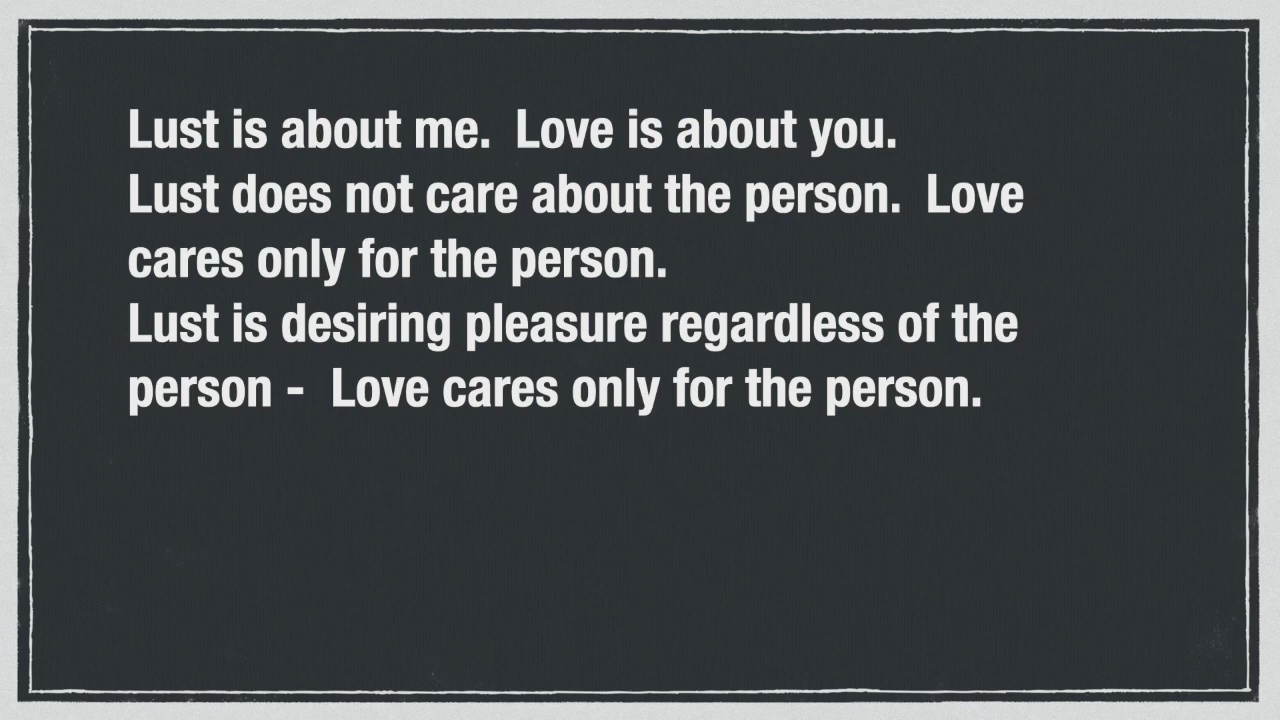 Lust is about me.  Love is about you.
Lust does not care about the person.  Love
cares only for the person.
Lust is desiring pleasure regardless of the
person -  Love cares only for the person.